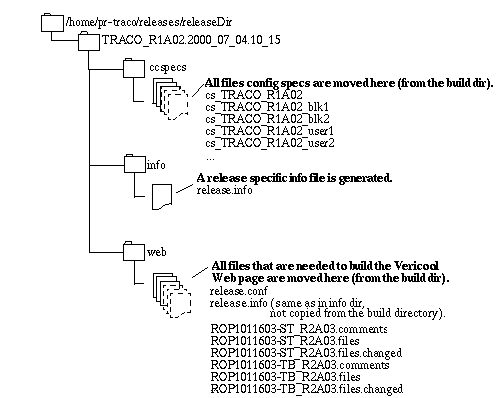 /home/pr-traco/releases/releaseDir
TRACO_R1A02.2000_07_04.10_15
ccspecs
All files config specs are moved here (from the build dir).
cs_TRACO_R1A02
cs_TRACO_R1A02_blk1
cs_TRACO_R1A02_blk2
cs_TRACO_R1A02_user1
cs_TRACO_R1A02_user2
...
info
A release specific info file is generated.
release.info
web
All files that are needed to build the Vericool
Web page are moved here (from the build dir).
release.conf
release.info (same as in info dir,
not copied from the build directory).
ROP1011603-ST_R2A03.comments
ROP1011603-ST_R2A03.files
ROP1011603-ST_R2A03.files.changed
ROP1011603-TB_R2A03.comments
ROP1011603-TB_R2A03.files
ROP1011603-TB_R2A03.files.changed